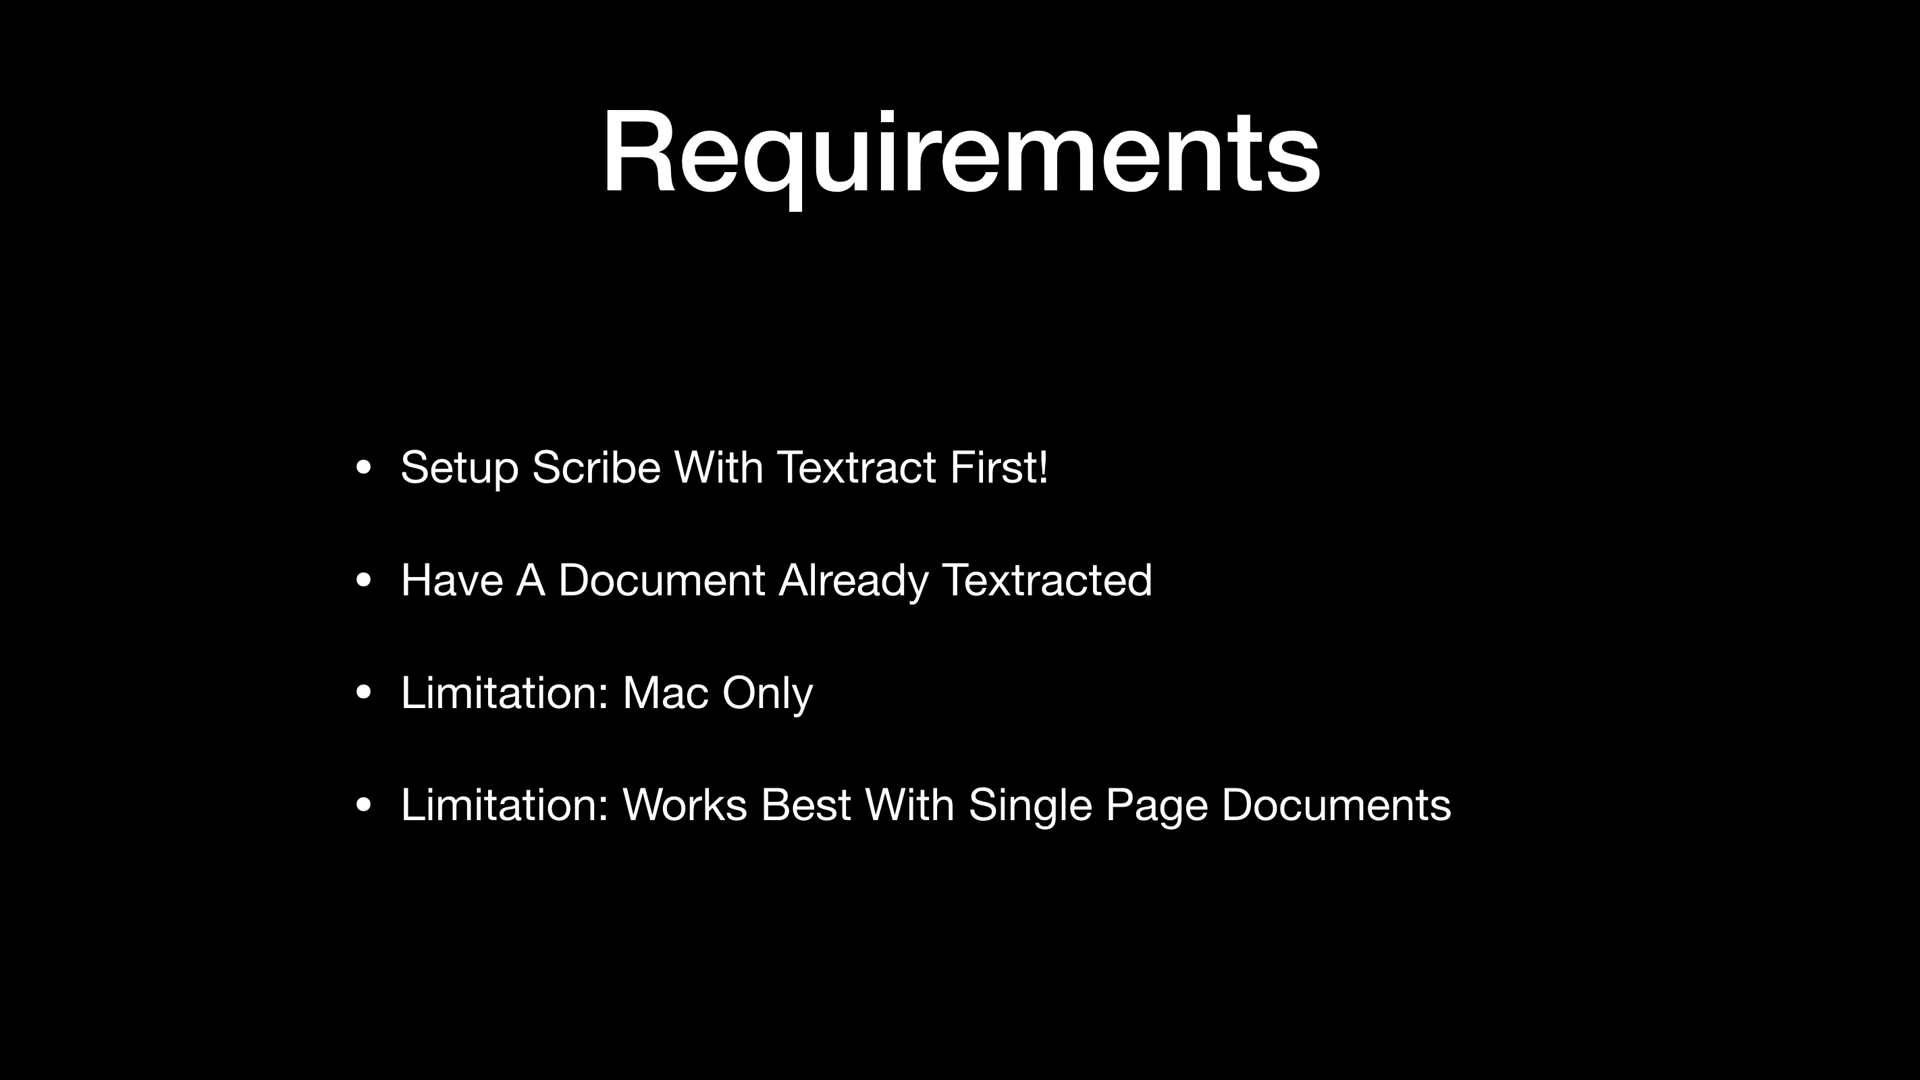 Requirements
• Setup Scribe With Textract First!
• Have A Document Already Textracted
• Limitation: Mac Only
• Limitation: Works Best With Single Page Documents